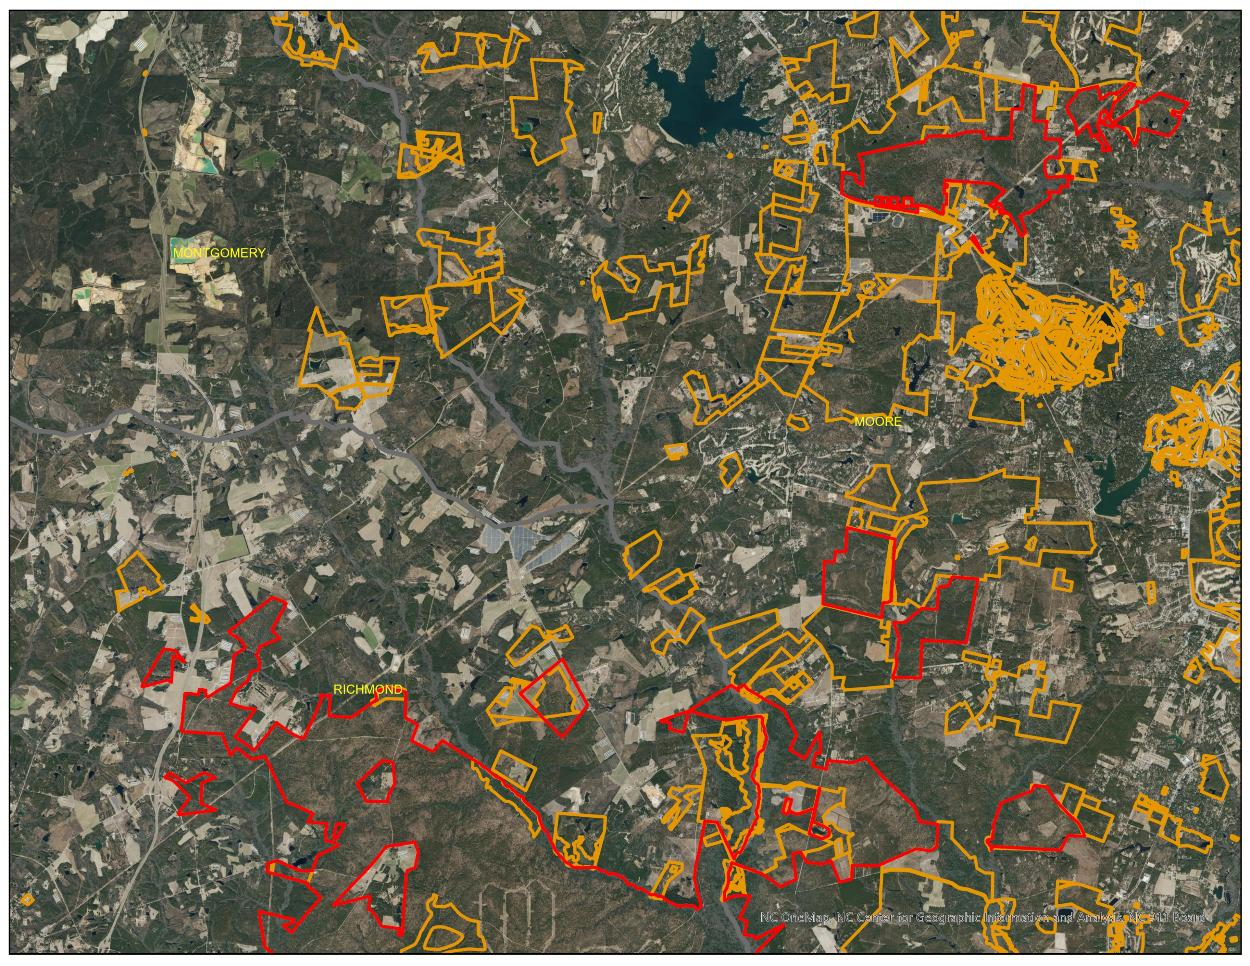 MONTGOMERY
MOORE
RICHMOND
NC OneMap, NC Center for Geographic Information and Analysis, NC 911 Board